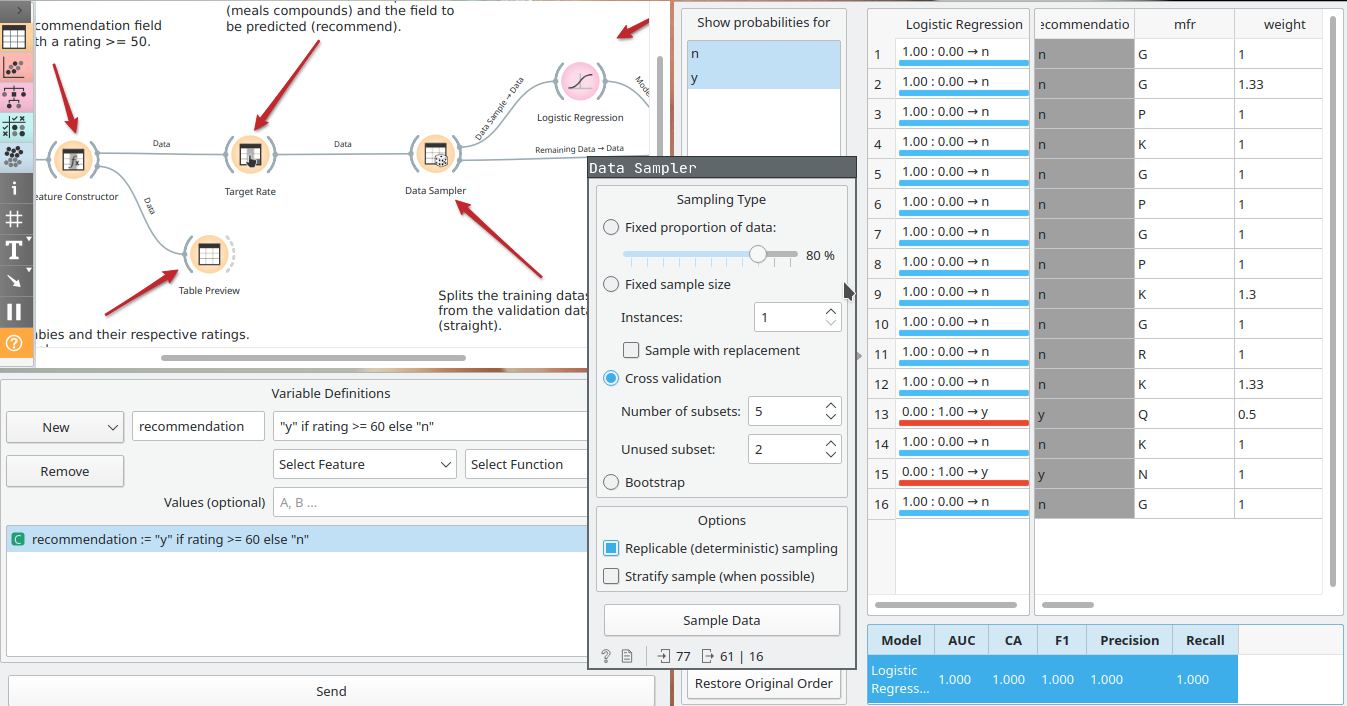 commendation field
th a rating >= 50.
(meals compounds) and the field to
be predicted (recommend).
Data
Data
Data
Data Sample → Data
Remaining Data → Data
Logistic Regression
eature Constructor
Target Rate
Data Sampler
Table Preview
Splits the training datas
from the validation data
(straight).
and their respective ratings.
Variable Definitions
New
recommendation
"y" if rating >= 60 else "n"
Remove
Select Feature
Select Function
Values (optional)
A, B ...
C
recommendation := "y" if rating >= 60 else "n"
Send
Show probabilities for
n
y
Data Sampler
Sampling Type
Fixed proportion of data:
80 %
Fixed sample size
Instances:
1
Sample with replacement
Cross validation
Number of subsets:
5
Unused subset:
2
Bootstrap
Options
Replicable (deterministic) sampling
Stratify sample (when possible)
Sample Data
77
61 | 16
Restore Original Order
Logistic Regression ecommendatio mfr weight
1 1.00 : 0.00 → n n G 1
2 1.00 : 0.00 → n n G 1.33
3 1.00 : 0.00 → n n P 1
4 1.00 : 0.00 → n n K 1
5 1.00 : 0.00 → n n G 1
6 1.00 : 0.00 → n n P 1
7 1.00 : 0.00 → n n G 1
8 1.00 : 0.00 → n n P 1
9 1.00 : 0.00 → n n K 1.3
10 1.00 : 0.00 → n n G 1
11 1.00 : 0.00 → n n R 1
12 1.00 : 0.00 → n n K 1.33
13 0.00 : 1.00 → y y Q 0.5
14 1.00 : 0.00 → n n K 1
15 0.00 : 1.00 → y y N 1
16 1.00 : 0.00 → n n G 1
Model AUC CA F1 Precision Recall
Logistic
Regress... 1.000 1.000 1.000 1.000 1.000